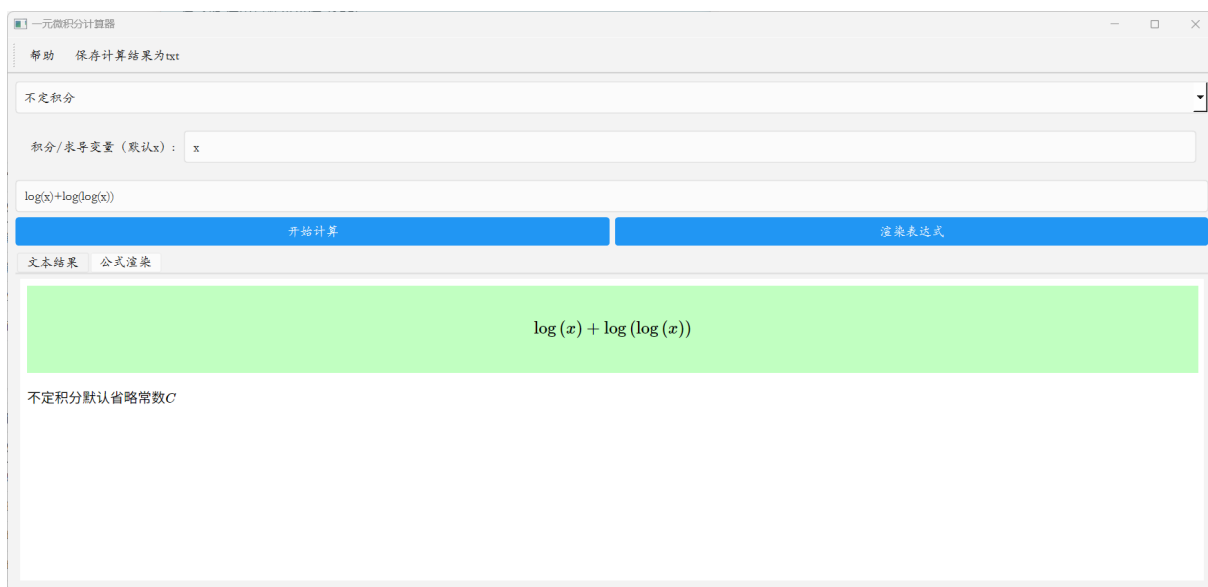 一元微积分计算器
帮助 保存计算结果为txt
不定积分
积分/求导变量（默认x）: x
log(x)+log(log(x))
开始计算 渲染表达式
文本结果 公式渲染
log (x) + log (log (x))
不定积分默认省略常数C